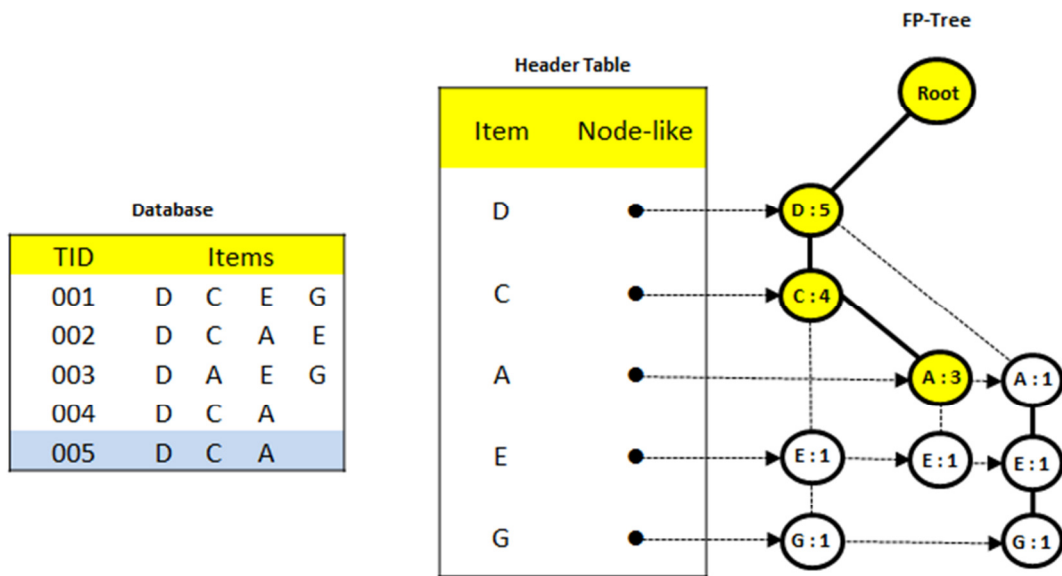 FP-Tree
Header Table
Root
Item Node-like
D D : 5
Database
TID Items
001 D C E G
C C : 4
002 D C A E
003 D A E G
A A : 3 A : 1
004 D C A
005 D C A
E E : 1 E : 1 E : 1
G G : 1 G : 1